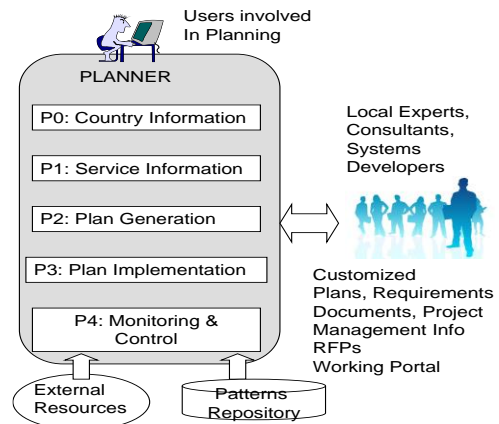 Users involved
In Planning
PLANNER
P0: Country Information
P1: Service Information
P2: Plan Generation
P3: Plan Implementation
P4: Monitoring &
Control
Local Experts,
Consultants,
Systems
Developers
Customized
Plans, Requirements
Documents, Project
Management Info
RFPs
Working Portal
External
Resources
Patterns
Repository